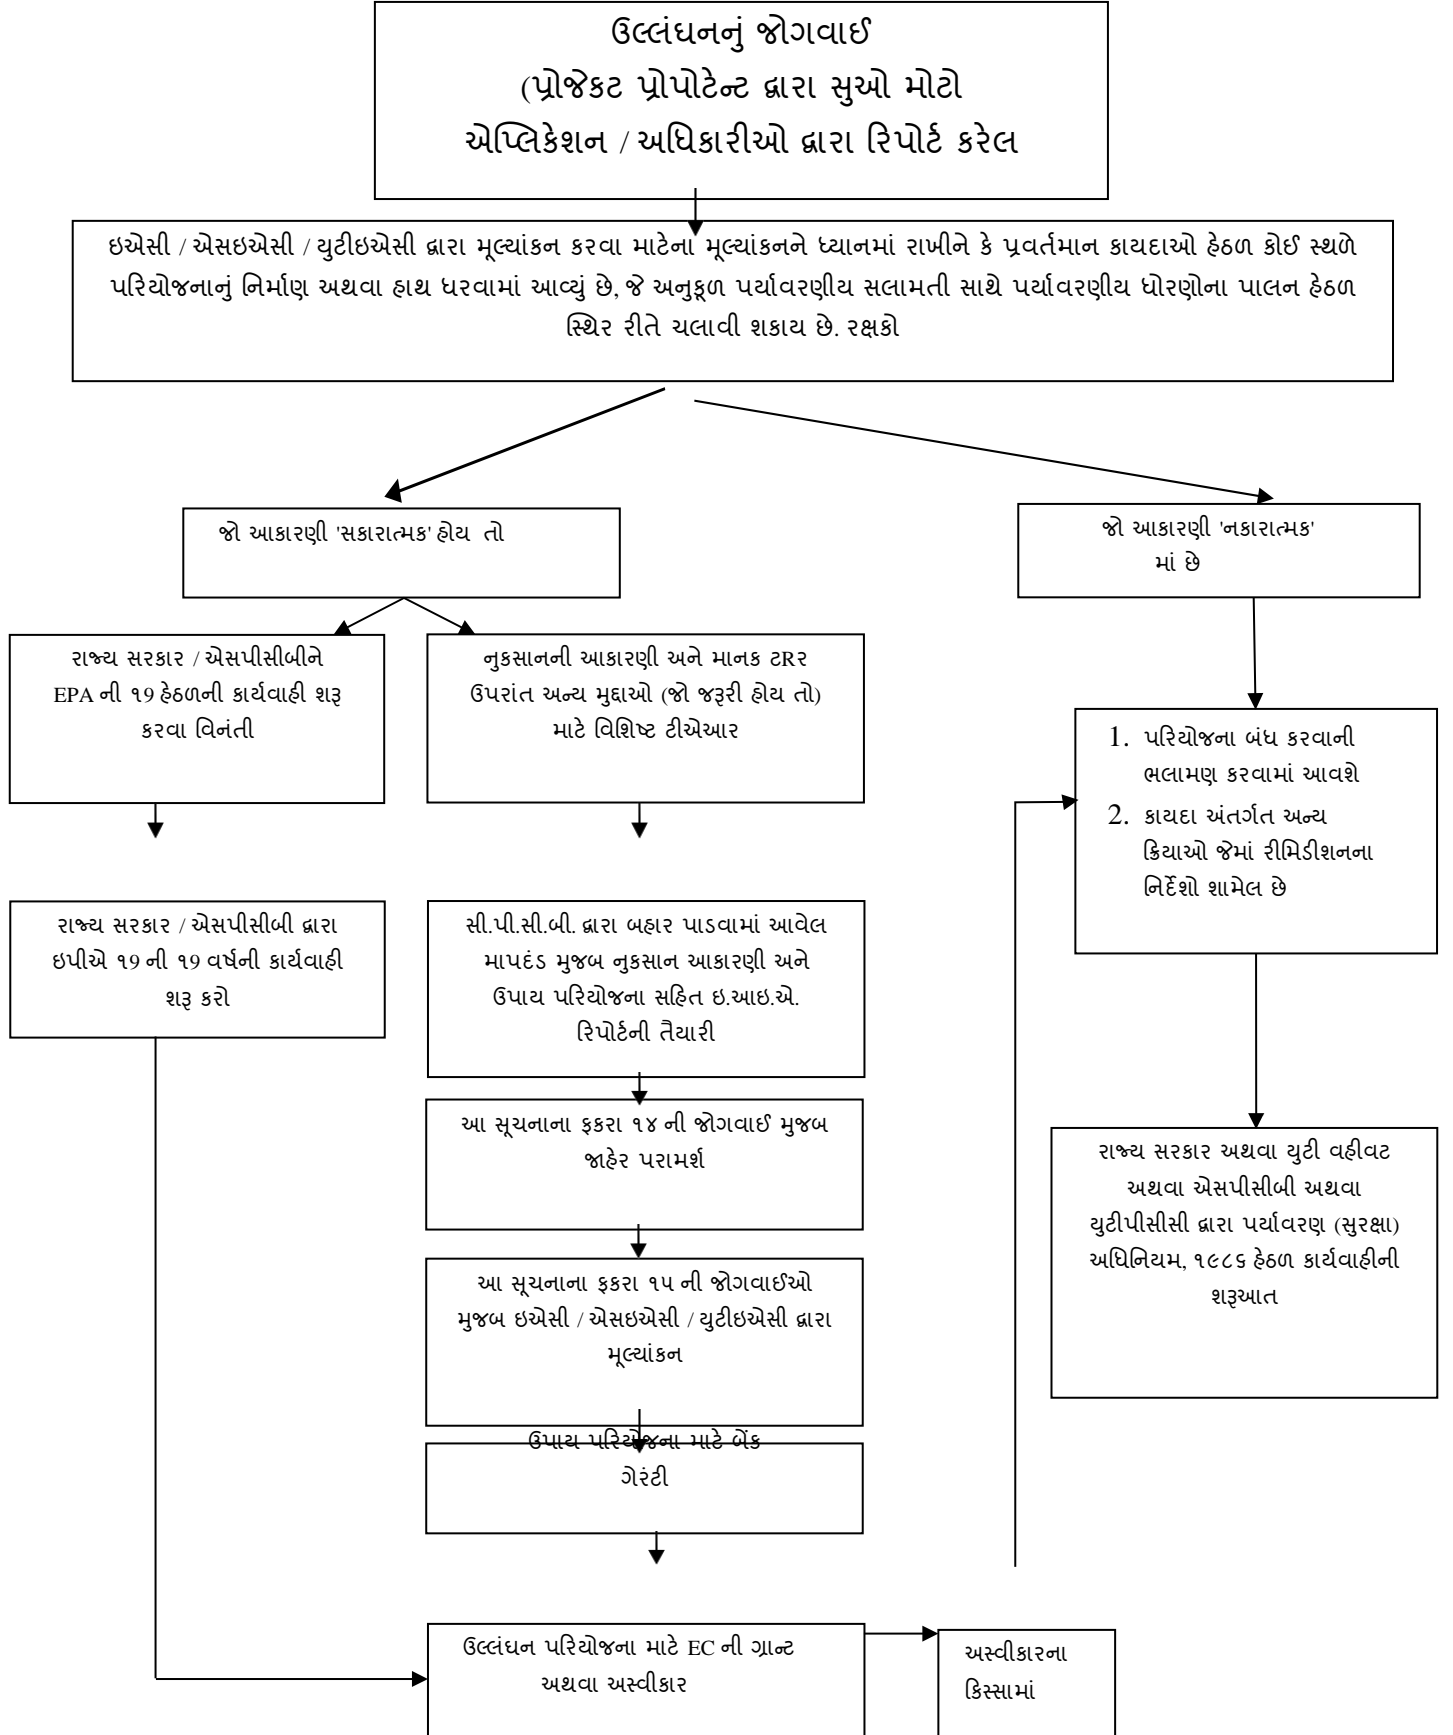 ઉલ્લંઘનનું જોગવાઈ
(પ્રોજેકટ પ્રોપોટેન્ટ દ્વારા સુઓ મોટો
એપ્લિકેશન / અધિકારીઓ દ્વારા રિપોર્ટ કરેલ
ઇએસી / એસઇએસી / યુટીઇએસી દ્વારા મૂલ્યાંકન કરવા માટેના મૂલ્યાંકનને ધ્યાનમાં રાખીને કે પ્રવર્તમાન કાયદાઓ હેઠળ કોઈ સ્થળે
પરિયોજનાનું નિર્માણ અથવા હાથ ધરવામાં આવ્યું છે, જે અનુકૂળ પર્યાવરણીય સલામતી સાથે પર્યાવરણીય ધોરણોના પાલન હેઠળ
સ્થિર રીતે ચલાવી શકાય છે. રક્ષકો
જો આકારણી 'સકારાત્મક' હોય તો
જો આકારણી 'નકારાત્મક'
માં છે
રાજ્ય સરકાર / એસપીસીબીને
EPA ની ૧9 હેઠળની કાર્યવાહી શરૂ
કરવા વિનંતી
નુકસાનની આકારણી અને માનક ટRર
ઉપરાંત અન્ય મુદ્દાઓ (જો જરૂરી હોય તો)
માટે વિશિષ્ટ ટીએઆર
1. પરિયોજના બંધ કરવાની
ભલામણ કરવામાં આવશે
2. કાયદા અંતર્ગત અન્ય
ક્રિયાઓ જેમાં રીમિડીશનના
નિર્દેશો શામેલ છે
રાજ્ય સરકાર / એસપીસીબી દ્વારા
ઇપીએ ૧9 ની ૧9 વર્ષની કાર્યવાહી
શરૂ કરો
સી.પી.સી.બી. દ્વારા બહાર પાડવામાં આવેલ
માપદંડ મુજબ નુકસાન આકારણી અને
ઉપાય પરિયોજના સહિત ઇ.આઇ.એ.
રિપોર્ટની તૈયારી
આ સૂચનાના ફકરા ૧૪ ની જોગવાઈ મુજબ
જાહેર પરામર્શ
રાજ્ય સરકાર અથવા યુટી વહીવટ
અથવા એસપીસીબી અથવા
યુટીપીસીસી દ્વારા પર્યાવરણ (સુરક્ષા)
અધિનિયમ, ૧૯૮૬ હેઠળ કાર્યવાહીની
શરૂઆત
આ સૂચનાના ફકરા ૧૫ ની જોગવાઈઓ
મુજબ ઇએસી / એસઇએસી / યુટીઇએસી દ્વારા
મૂલ્યાંકન
ઉપાય પરિયોજના માટે બેંક
ગેરંટી
ઉલ્લંઘન પરિયોજના માટે EC ની ગ્રાન્ટ
અથવા અસ્વીકાર
અસ્વીકારના
કિસ્સામાં